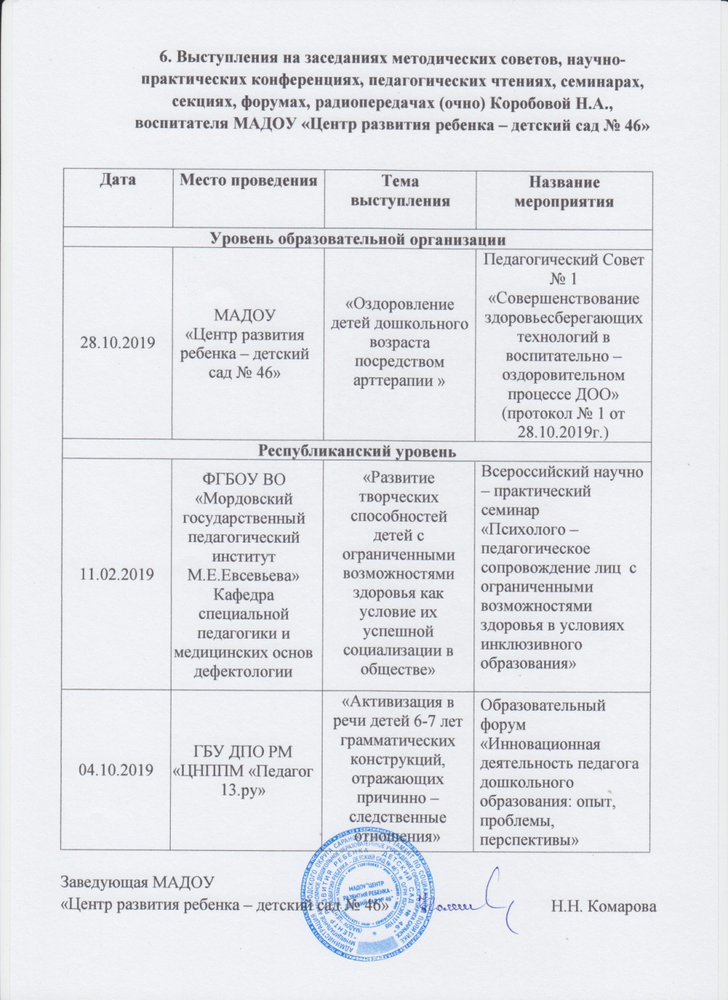 6. Выступления на заседаниях методических советов, научно-
практических конференциях, педагогических чтениях, семинарах,
секциях, форумах, радиопередачах (очно) Коробовой Н.А.,
воспитателя МАДОУ «Центр развития ребенка – детский сад № 46»
Дата
Место проведения
Тема
выступления
Название
мероприятия
Уровень образовательной организации
28.10.2019
МАДОУ
«Центр развития
ребенка – детский
сад № 46»
«Оздоровление
детей дошкольного
возраста
посредством
арттерапии »
Педагогический Совет
№ 1
«Совершенствование
здоровьесберегающих
технологий в
воспитательно –
оздоровительном
процессе ДОО»
(протокол № 1 от
28.10.2019г.)
Республиканский уровень
11.02.2019
ФГБОУ ВО
«Мордовский
государственный
педагогический
институт
М.Е.Евсевьева»
Кафедра
специальной
педагогики и
медицинских основ
дефектологии
«Развитие
творческих
способностей
детей с
ограниченными
возможностями
здоровья как
условие их
успешной
социализации в
обществе»
Всероссийский научно
– практический
семинар
«Психолого –
педагогическое
сопровождение лиц с
ограниченными
возможностями
здоровья в условиях
инклюзивного
образования»
04.10.2019
ГБУ ДПО РМ
«ЦНППМ «Педагог
13.ру»
«Активизация в
речи детей 6-7 лет
грамматических
конструкций,
отражающих
причинно –
следственные
отношения»
Образовательный
форум
«Инновационная
деятельность педагога
дошкольного
образования: опыт,
проблемы,
перспективы»
Заведующая МАДОУ
«Центр развития ребенка – детский сад № 46»
Н.Н. Комарова
МАДОУ "ЦЕНТР
РАЗВИТИЯ РЕБЕНКА -
ДЕТСКИЙ САД № 46"